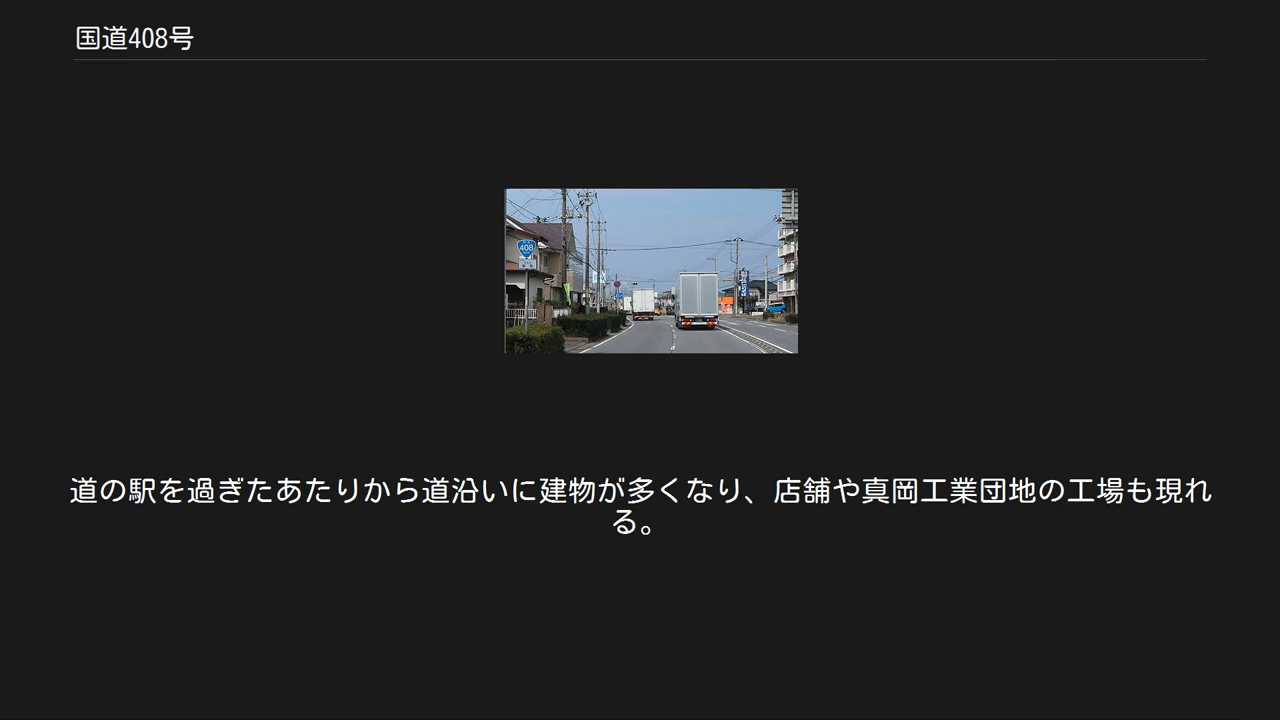 国道408号
408
道の駅を過ぎたあたりから道沿いに建物が多くなり、店舗や真岡工業団地の工場も現れ
る。